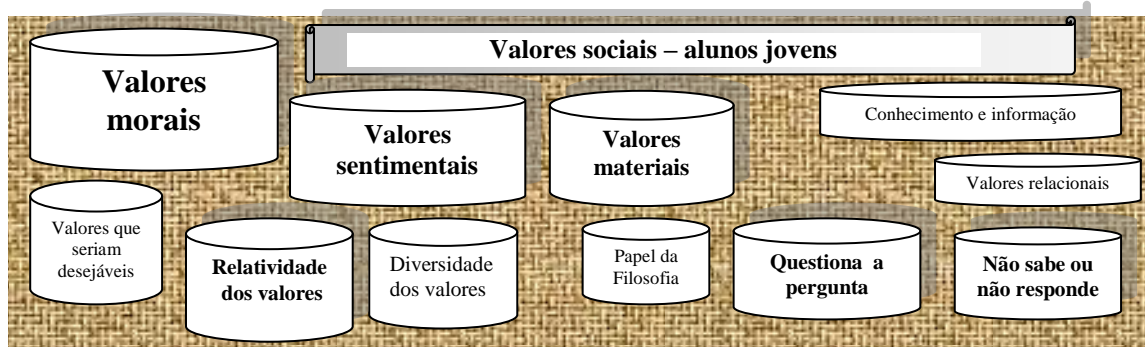 Valores sociais – alunos jovens
Valores
morais
Valores
sentimentais
Valores
materiais
Conhecimento e informação
Valores relacionais
Valores que
seriam
desejáveis
Relatividade
dos valores
Diversidade
dos valores
Papel da
Filosofia
Questiona a
pergunta
Não sabe ou
não responde